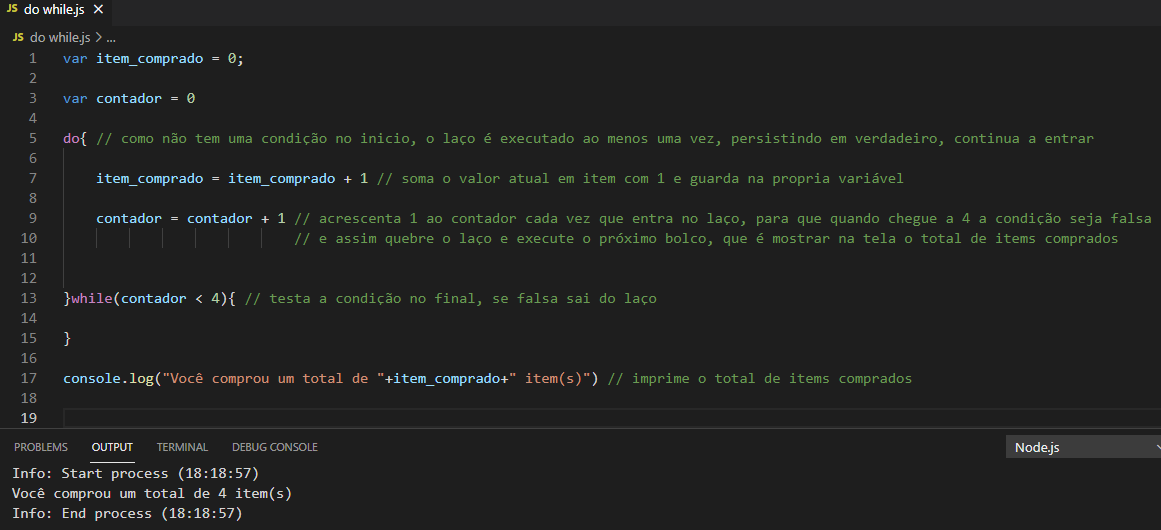 JS do while.js ×
JS do while.js > ...
1 var item_comprado = 0;
2
3 var contador = 0
4
5 do{ // como não tem uma condição no inicio, o laço é executado ao menos uma vez, persistindo em verdadeiro, continua a entrar
6
7 item_comprado = item_comprado + 1 // soma o valor atual em item com 1 e guarda na propria variável
8
9 contador = contador + 1 // acrescenta 1 ao contador cada vez que entra no laço, para que quando chegue a 4 a condição seja falsa
10 // e assim quebre o laço e execute o próximo bolco, que é mostrar na tela o total de items comprados
11
12
13 }while(contador < 4){ // testa a condição no final, se falsa sai do laço
14
15 }
16
17 console.log("Você comprou um total de "+item_comprado+" item(s)") // imprime o total de items comprados
18
19
PROBLEMS OUTPUT TERMINAL DEBUG CONSOLE Node.js
Info: Start process (18:18:57)
Você comprou um total de 4 item(s)
Info: End process (18:18:57)